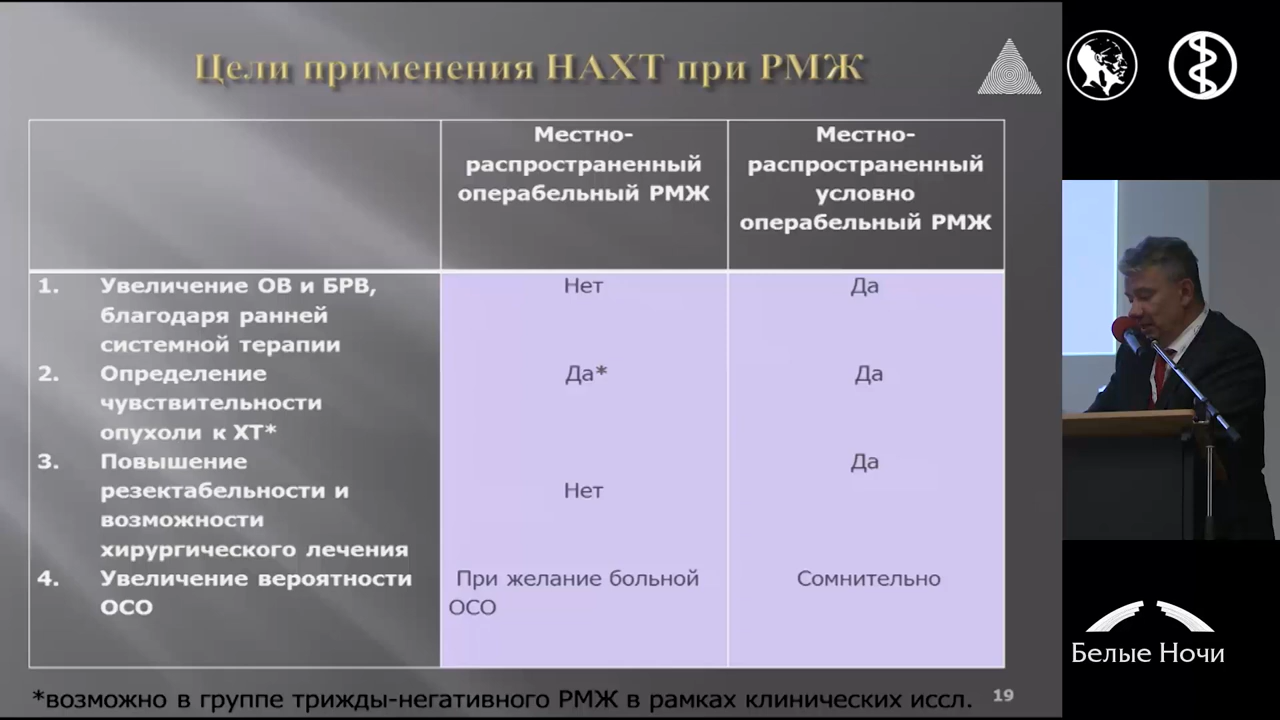 Цели применения НАХТ при РМЖ
Местно-
распространенный
операбельный РМЖ
Местно-
распространенный
условно
операбельный РМЖ
1. Увеличение ОВ и БРВ,
благодаря ранней
системной терапии
Нет
Да
2. Определение
чувствительности
опухоли к ХТ*
Да*
Да
3. Повышение
резектабельности и
возможности
хирургического лечения
Нет
Да
4. Увеличение вероятности
ОСО
При желание больной
ОСО
Сомнительно
*возможно в группе трижды-негативного РМЖ в рамках клинических иссл.
19
Белые Ночи